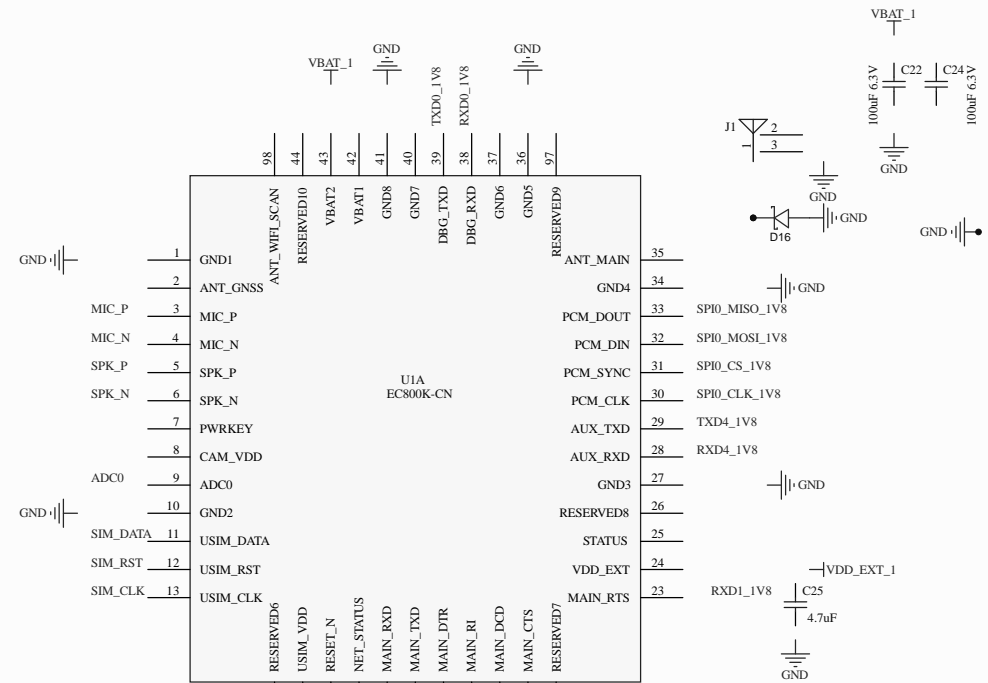 VBAT_1
GND
GND
VBAT_1
TXD0_1V8
RXD0_1V8
C22
C24
100uF 6.3V
100uF 6.3V
J1
2
3
1
GND
GND
98
44
43
42
41
40
39
38
37
36
97
ANT_WIFI_SCAN
RESERVED10
VBAT2
VBAT1
GND8
GND7
DBG_TXD
DBG_RXD
GND6
GND5
RESERVED9
GND
D16
GND
GND 1 GND1
ANT_MAIN 35
2 ANT_GNSS
GND4 34 GND
MIC_P 3 MIC_P
PCM_DOUT 33 SPI0_MISO_1V8
MIC_N 4 MIC_N
PCM_DIN 32 SPI0_MOSI_1V8
SPK_P 5 SPK_P
PCM_SYNC 31 SPI0_CS_1V8
U1A
EC800K-CN
SPK_N 6 SPK_N
PCM_CLK 30 SPI0_CLK_1V8
7 PWRKEY
AUX_TXD 29 TXD4_1V8
8 CAM_VDD
AUX_RXD 28 RXD4_1V8
ADC0 9 ADC0
GND3 27 GND
GND 10 GND2
RESERVED8 26
SIM_DATA 11 USIM_DATA
STATUS 25
SIM_RST 12 USIM_RST
VDD_EXT 24 VDD_EXT_1
SIM_CLK 13 USIM_CLK
MAIN_RTS 23 RXD1_1V8
C25
4.7uF
GND
RESERVED6
USIM_VDD
RESET_N
NET_STATUS
MAIN_RXD
MAIN_TXD
MAIN_DTR
MAIN_RI
MAIN_DCD
MAIN_CTS
RESERVED7